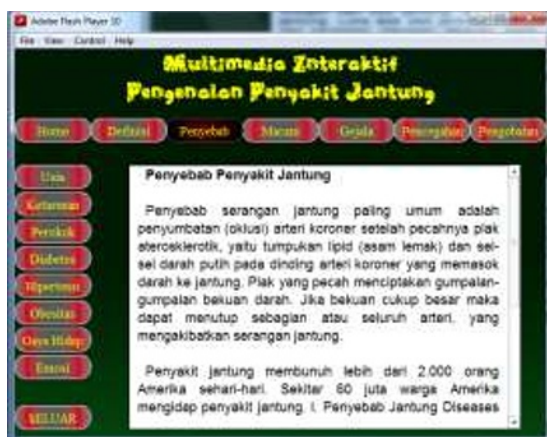 Adobe Flash Player 10
File View Control Help
Multimedia Interaktif
Pengenalan Penyakit Jantung
Home Definisi Penyebab Macam Gejala Pencegahan Pengobatan
Usia
Keturunan
Perokok
Diabetes
Hipertensi
Obesitas
Gaya Hidup
Emosi
KELUAR
Penyebab Penyakit Jantung
Penyebab serangan jantung paling umum adalah
penyumbatan (oklusi) arteri koroner setelah pecahnya plak
aterosklerotik, yaitu tumpukan lipid (asam lemak) dan sel-
sel darah putih pada dinding arteri koroner yang memasok
darah ke jantung. Plak yang pecah menciptakan gumpalan-
gumpalan bekuan darah. Jika bekuan cukup besar maka
dapat menutup sebagian atau seluruh arteri, yang
mengakibatkan serangan jantung.
Penyakit jantung membunuh lebih dari 2.000 orang
Amerika sehari-hari. Sekitar 60 juta warga Amerika
mengidap penyakit jantung. i. Penyebab Jantung Diseases